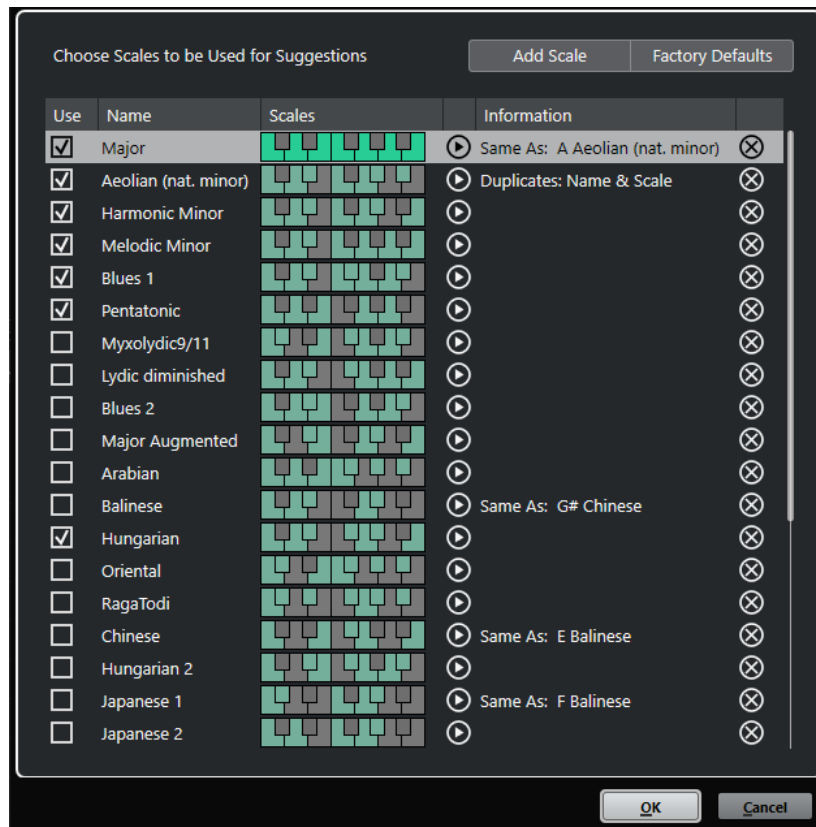 Choose Scales to be Used for Suggestions Add Scale Factory Defaults
Use Name Scales Information
Major Same As: A Aeolian (nat. minor)
Aeolian (nat. minor) Duplicates: Name & Scale
Harmonic Minor
Melodic Minor
Blues 1
Pentatonic
Myxolydic9/11
Lydic diminished
Blues 2
Major Augmented
Arabian
Balinese Same As: G# Chinese
Hungarian
Oriental
RagaTodi
Chinese Same As: E Balinese
Hungarian 2
Japanese 1 Same As: F Balinese
Japanese 2
OK Cancel